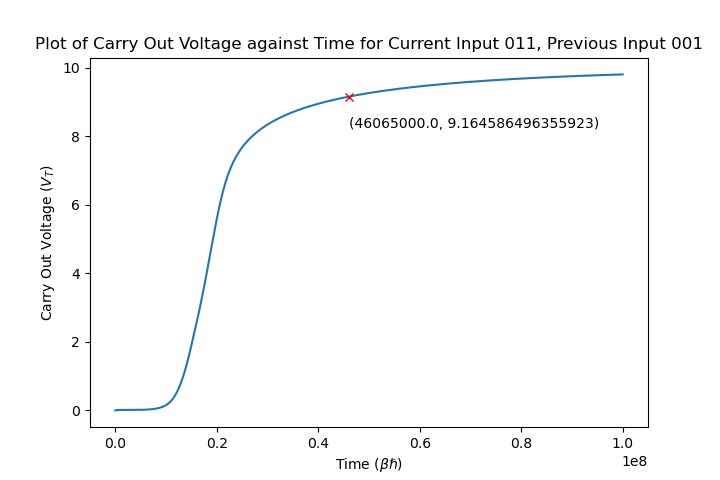 Plot of Carry Out Voltage against Time for Current Input 011, Previous Input 001
10
8
6
4
2
0
Carry Out Voltage (V_T)
(46065000.0, 9.164586496355923)
0.0 0.2 0.4 0.6 0.8 1.0
1e8
Time (βℏ)